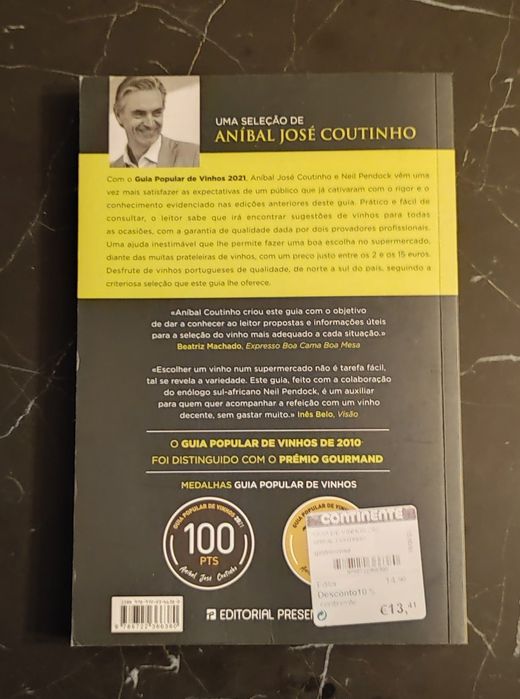 UMA SELEÇÃO DE
ANÍBAL JOSÉ COUTINHO
Com o Guia Popular de Vinhos 2021, Aníbal José Coutinho e Neil Pendock vêm uma
vez mais satisfazer as expectativas de um público que já cativaram com o rigor e o
conhecimento evidenciado nas edições anteriores deste guia. Prático e fácil de
consultar, o leitor sabe que irá encontrar sugestões de vinhos para todas
as ocasiões, com a garantia de qualidade dada por dois provadores profissionais.
Uma ajuda inestimável que lhe permite fazer uma boa escolha no supermercado,
diante das muitas prateleiras de vinhos, com um preço justo entre os 2 e os 15 euros.
Desfrute de vinhos portugueses de qualidade, de norte a sul do país, seguindo a
criteriosa seleção que este guia lhe oferece.
«Aníbal Coutinho criou este guia com o objetivo
de dar a conhecer ao leitor propostas e informações úteis
para a seleção do vinho mais adequado a cada situação.»
Beatriz Machado, Expresso Boa Cama Boa Mesa
«Escolher um vinho num supermercado não é tarefa fácil,
tal se revela a variedade. Este guia, feito com a colaboração
do enólogo sul-africano Neil Pendock, é um auxiliar
para quem quer acompanhar a refeição com um vinho
decente, sem gastar muito.» Inês Belo, Visão
O GUIA POPULAR DE VINHOS DE 2010
FOI DISTINGUIDO COM O PRÉMIO GOURMAND
MEDALHAS GUIA POPULAR DE VINHOS
GUIA POPULAR DE VINHOS 2021
100
PTS
Aníbal José Coutinho
CONTINENTE
Editor 14,90
Desconto10 %
continente
€13,41
EDITORIAL PRESEN